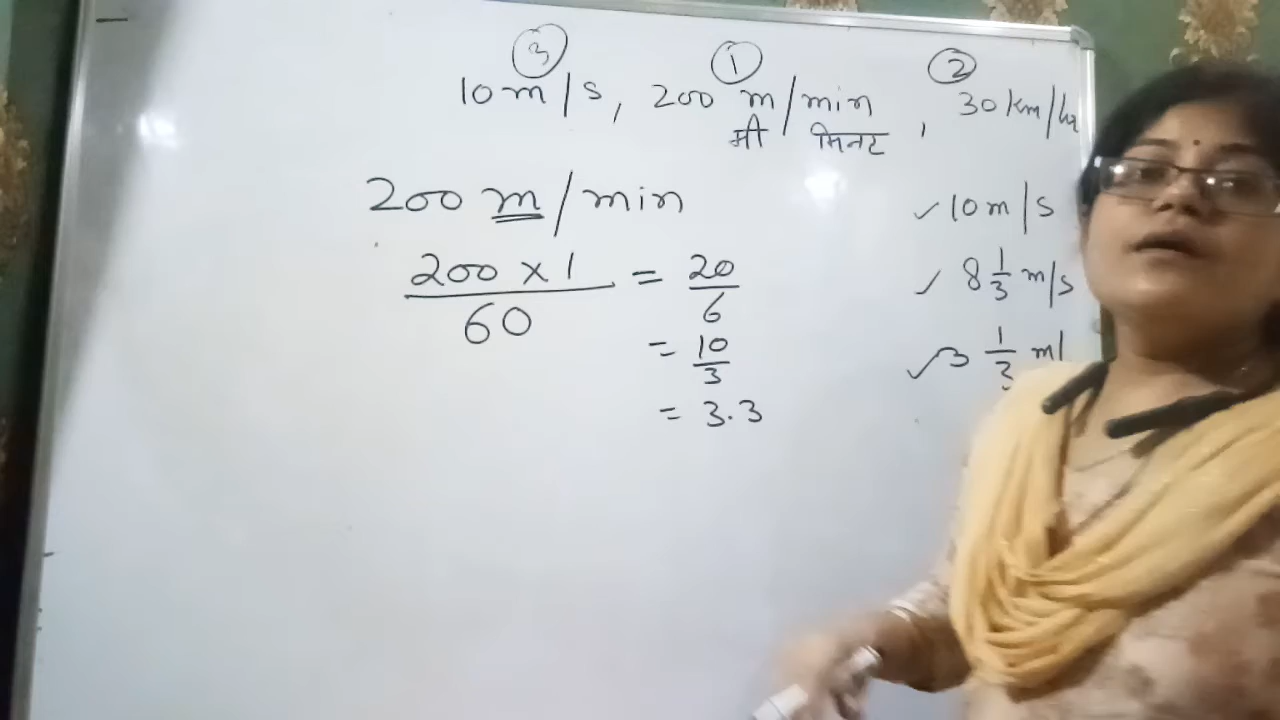 ③ ① ②
10 m/s, 200 m/min, 30 km/hr
मी मिनट
200 m/min
200 × 1 / 60 = 20/6
= 10/3
= 3.3
✓ 10 m/s
✓ 8 1/3 m/s
✓ 3 1/3 m/